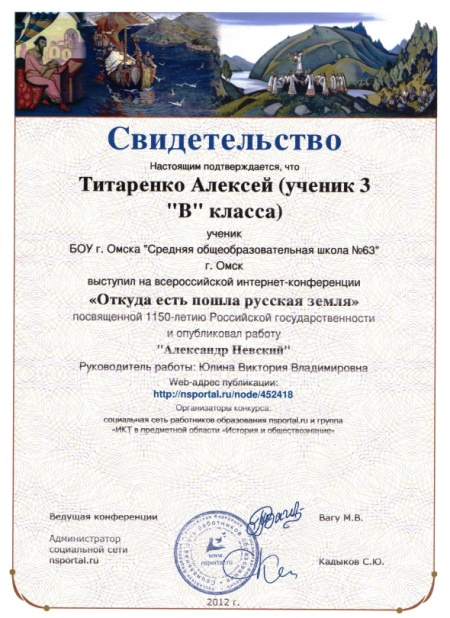 Свидетельство
Настоящим подтверждается, что
Титаренко Алексей (ученик 3
"В" класса)
ученик
БОУ г. Омска "Средняя общеобразовательная школа №63"
г. Омск
выступил на всероссийской интернет-конференции
«Откуда есть пошла русская земля»
посвященной 1150-летию Российской государственности
и опубликовал работу
"Александр Невский"
Руководитель работы: Юлина Виктория Владимировна
Web-адрес публикации:
http://nsportal.ru/node/452418
Организаторы конкурса:
социальная сеть работников образования nsportal.ru и группа
«ИКТ в предметной области «История и обществознание»
Ведущая конференции
Вагу М.В.
Администратор
социальной сети
nsportal.ru
Кадыков С.Ю.
www.
nsportal.ru
2012 г.